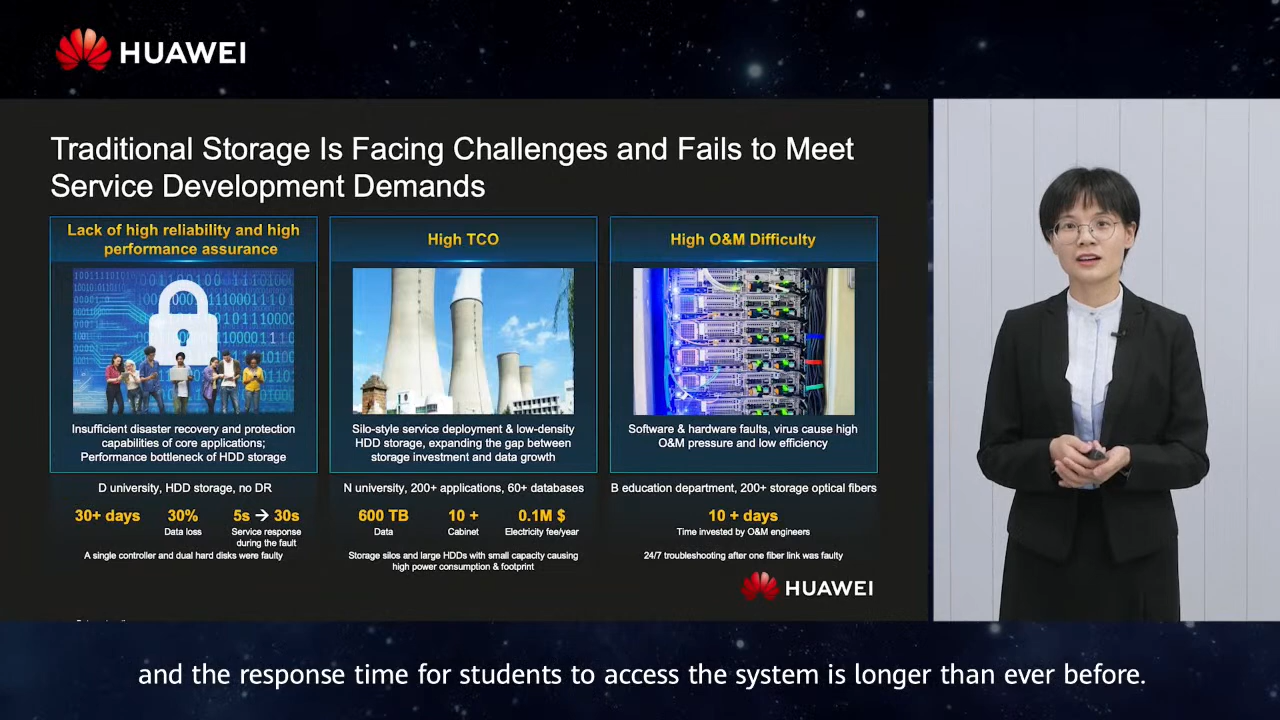 HUAWEI
Traditional Storage Is Facing Challenges and Fails to Meet
Service Development Demands
Lack of high reliability and high
performance assurance
Insufficient disaster recovery and protection
capabilities of core applications;
Performance bottleneck of HDD storage
D university, HDD storage, no DR
30+ days
30%
Data loss
5s → 30s
Service response
during the fault
A single controller and dual hard disks were faulty
High TCO
Silo-style service deployment & low-density
HDD storage, expanding the gap between
storage investment and data growth
N university, 200+ applications, 60+ databases
600 TB
Data
10 +
Cabinet
0.1M $
Electricity fee/year
Storage silos and large HDDs with small capacity causing
high power consumption & footprint
High O&M Difficulty
Software & hardware faults, virus cause high
O&M pressure and low efficiency
B education department, 200+ storage optical fibers
10 + days
Time invested by O&M engineers
24/7 troubleshooting after one fiber link was faulty
HUAWEI
and the response time for students to access the system is longer than ever before.